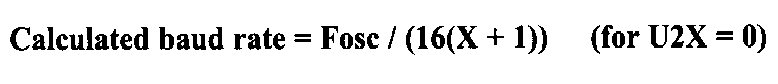 Calculated baud rate = Fosc / (16(X + 1)) (for U2X = 0)